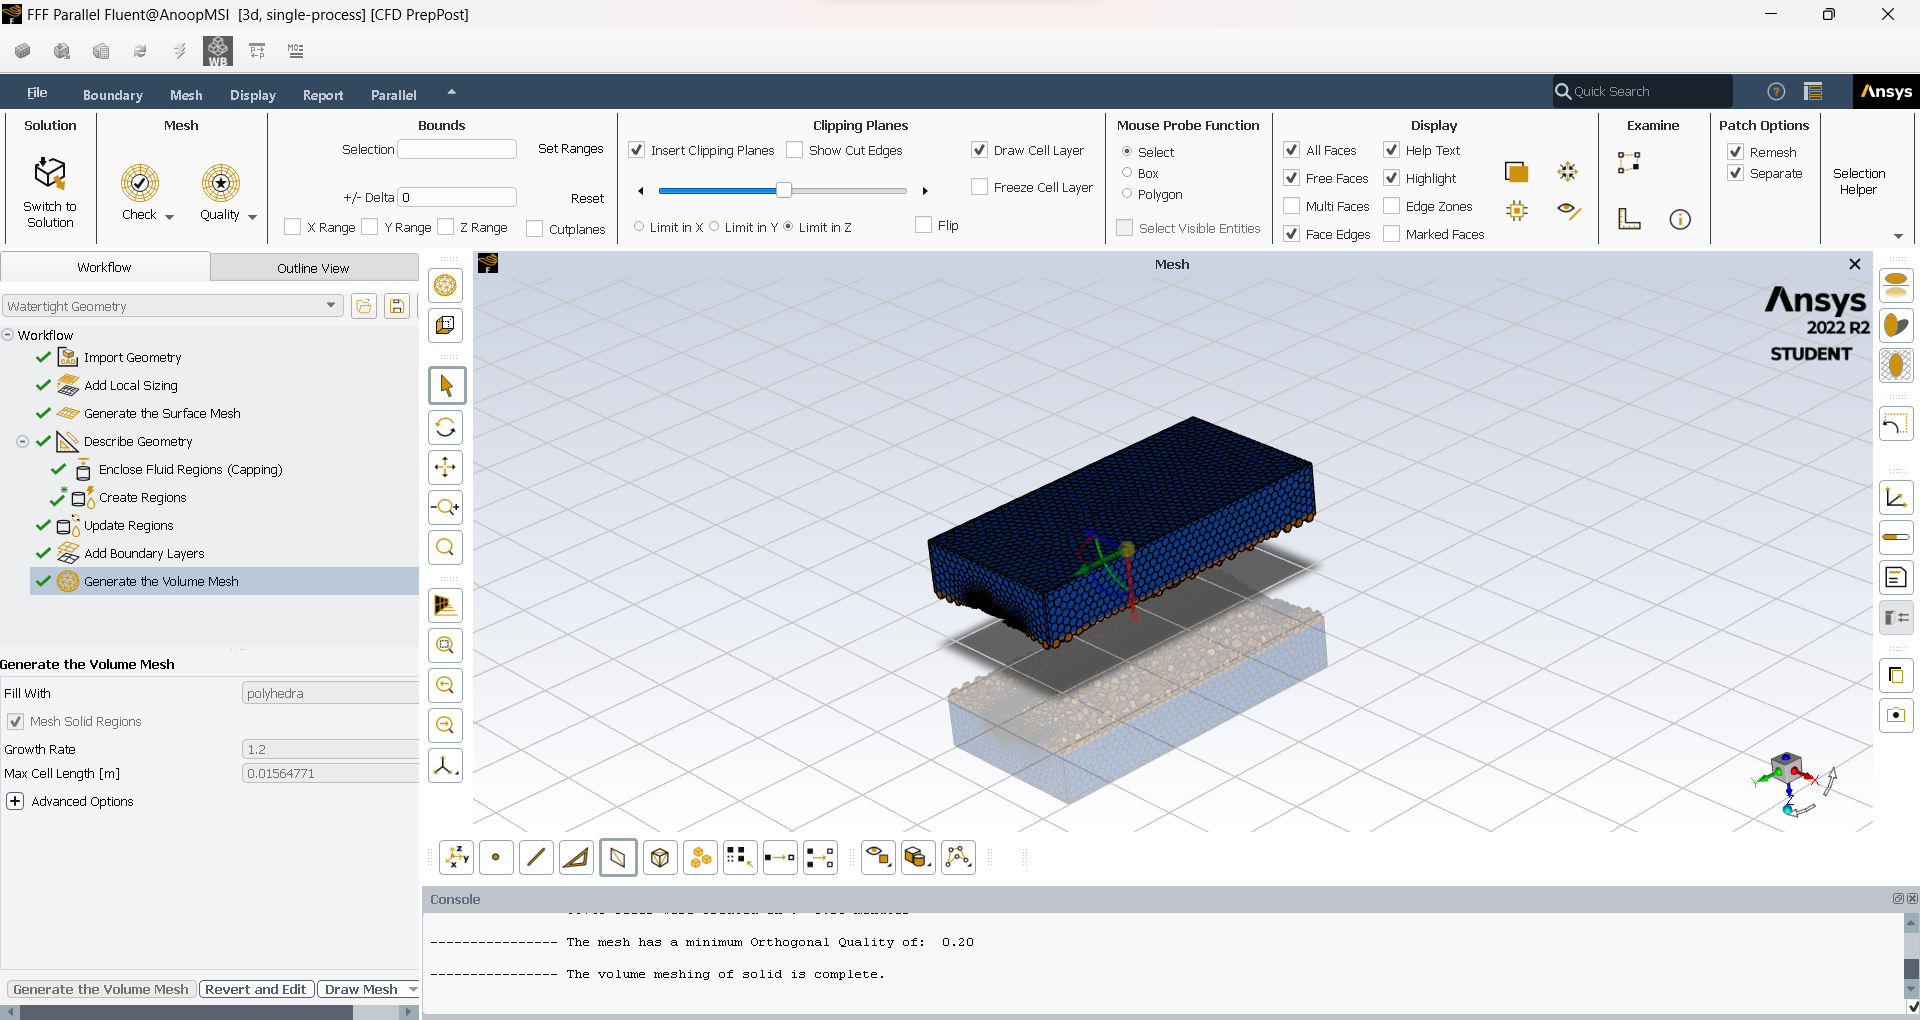 FFF Parallel Fluent@AnoopMSI [3d, single-process] [CFD PrepPost]
WB
MO
File
Boundary
Mesh
Display
Report
Parallel
Quick Search
Ansys
Solution
Switch to
Solution
Mesh
Check
Quality
Bounds
Selection
Set Ranges
+/- Delta 0
Reset
X Range
Y Range
Z Range
Cutplanes
Clipping Planes
Insert Clipping Planes
Show Cut Edges
Draw Cell Layer
Freeze Cell Layer
Limit in X
Limit in Y
Limit in Z
Flip
Mouse Probe Function
Select
Box
Polygon
Select Visible Entities
Display
All Faces
Help Text
Free Faces
Highlight
Multi Faces
Edge Zones
Face Edges
Marked Faces
Examine
Patch Options
Remesh
Separate
Selection
Helper
Workflow
Outline View
Watertight Geometry
Workflow
Import Geometry
Add Local Sizing
Generate the Surface Mesh
Describe Geometry
Enclose Fluid Regions (Capping)
Create Regions
Update Regions
Add Boundary Layers
Generate the Volume Mesh
Generate the Volume Mesh
Fill With polyhedra
Mesh Solid Regions
Growth Rate 1.2
Max Cell Length [m] 0.01564771
Advanced Options
Generate the Volume Mesh
Revert and Edit
Draw Mesh
Mesh
Ansys
2022 R2
STUDENT
Y
X
Z
z
y
x
Console
---------------- The mesh has a minimum Orthogonal Quality of: 0.20
---------------- The volume meshing of solid is complete.